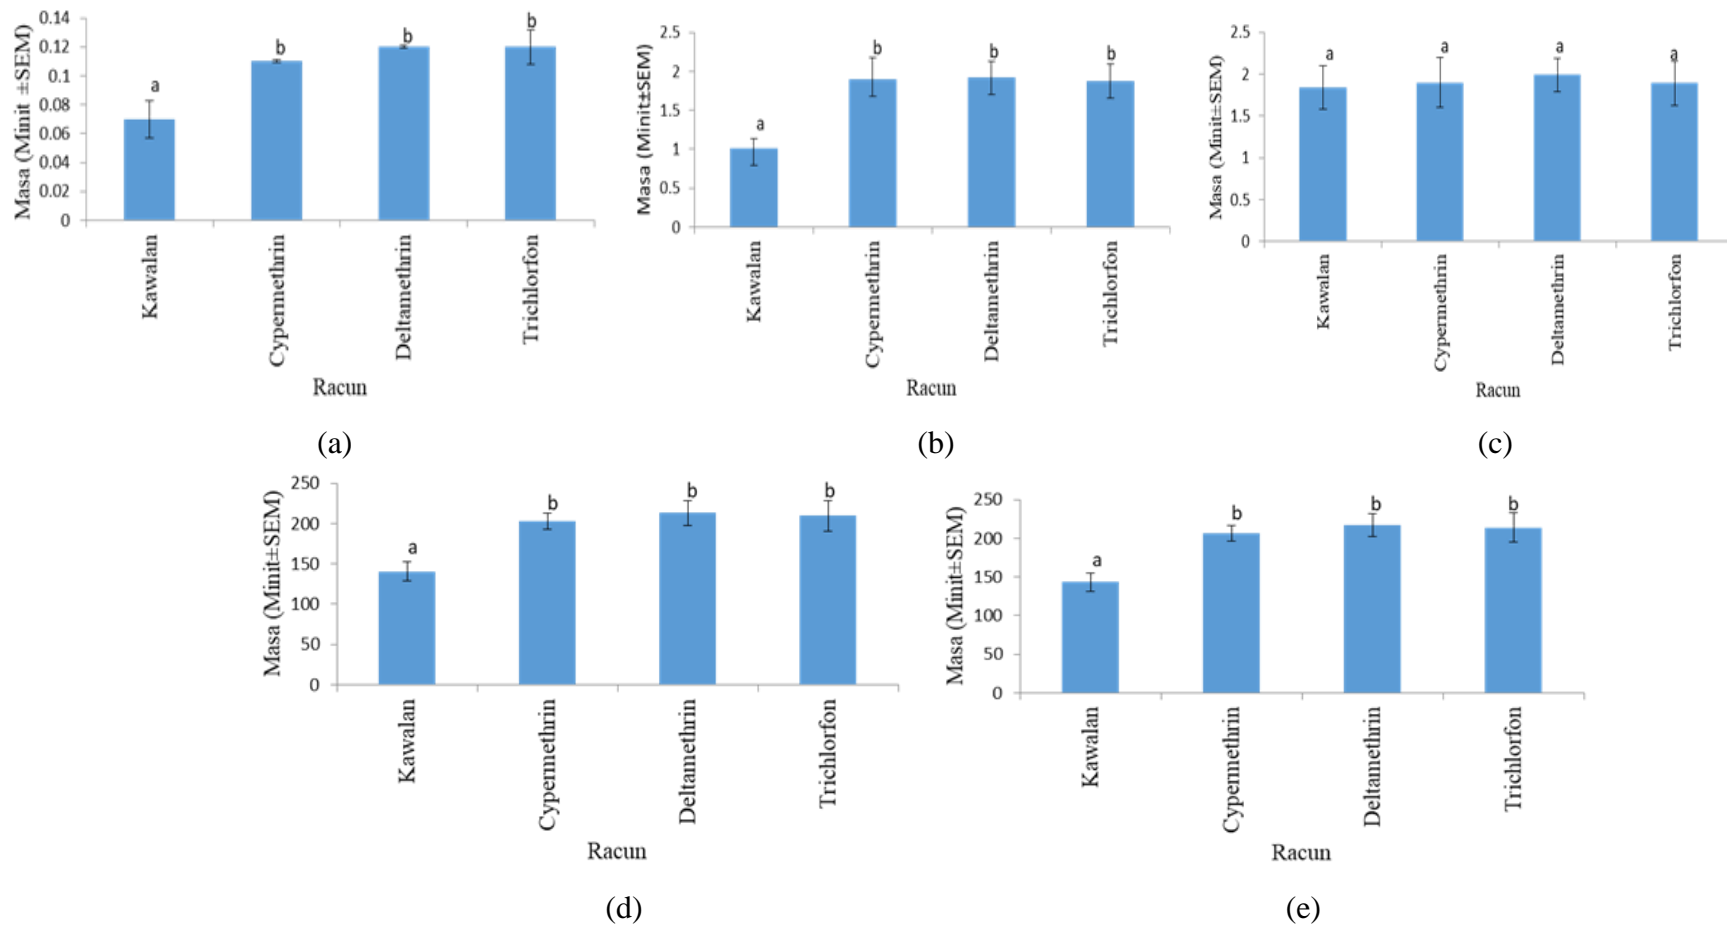 Masa (Minit ±SEM)
0.14
0.12
0.1
0.08
0.06
0.04
0.02
0
a
b
b
b
Kawalan
Cypermethrin
Deltamethrin
Trichlorfon
Racun
(a)
Masa (Minit±SEM)
2.5
2
1.5
1
0.5
0
a
b
b
b
Kawalan
Cypermethrin
Deltamethrin
Trichlorfon
Racun
(b)
Masa (Minit±SEM)
2.5
2
1.5
1
0.5
0
a
a
a
a
Kawalan
Cypermethrin
Deltamethrin
Trichlorfon
Racun
(c)
Masa (Minit±SEM)
250
200
150
100
50
0
a
b
b
b
Kawalan
Cypermethrin
Deltamethrin
Trichlorfon
Racun
(d)
Masa (Minit±SEM)
250
200
150
100
50
0
a
b
b
b
Kawalan
Cypermethrin
Deltamethrin
Trichlorfon
Racun
(e)